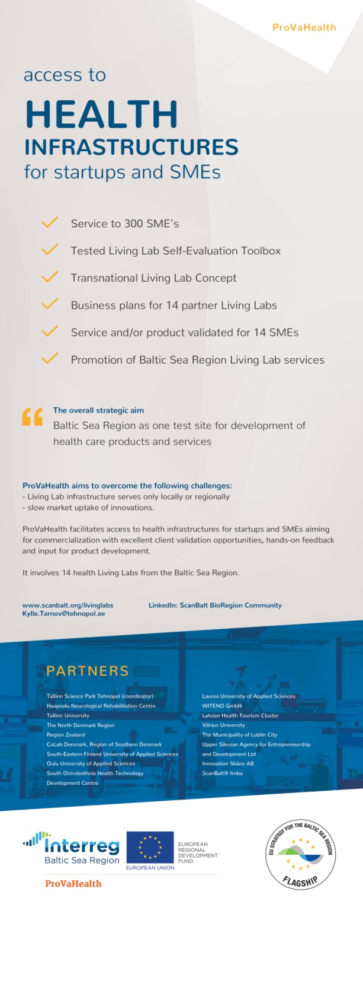 ProVaHealth
access to
HEALTH
INFRASTRUCTURES
for startups and SMEs
Service to 300 SME's
Tested Living Lab Self-Evaluation Toolbox
Transnational Living Lab Concept
Business plans for 14 partner Living Labs
Service and/or product validated for 14 SMEs
Promotion of Baltic Sea Region Living Lab services
“
The overall strategic aim
Baltic Sea Region as one test site for development of
health care products and services
ProVaHealth aims to overcome the following challenges:
- Living Lab infrastructure serves only locally or regionally
- slow market uptake of innovations.
ProVaHealth facilitates access to health infrastructures for startups and SMEs aiming
for commercialization with excellent client validation opportunities, hands-on feedback
and input for product development.
It involves 14 health Living Labs from the Baltic Sea Region.
www.scanbalt.org/livinglabs
Kylle.Tarnov@tehnopol.ee
LinkedIn: ScanBalt BioRegion Community
PARTNERS
Tallinn Science Park Tehnopol (coordinator)
Haapsalu Neurological Rehabilitation Centre
Tallinn University
The North Denmark Region
Region Zealand
CoLab Denmark, Region of Southern Denmark
South-Eastern Finland University of Applied Sciences
Oulu University of Applied Sciences
South Ostrobothnia Health Technology
Development Centre
Laurea University of Applied Sciences
WITENO GmbH
Latvian Health Tourism Cluster
Vilnius University
The Municipality of Lublin City
Upper Silesian Agency for Entrepreneurship
and Development Ltd
Innovation Skåne AB
ScanBalt® fmba
Interreg
Baltic Sea Region
EUROPEAN UNION
EUROPEAN
REGIONAL
DEVELOPMENT
FUND
ProVaHealth
EU STRATEGY FOR THE BALTIC SEA REGION
FLAGSHIP